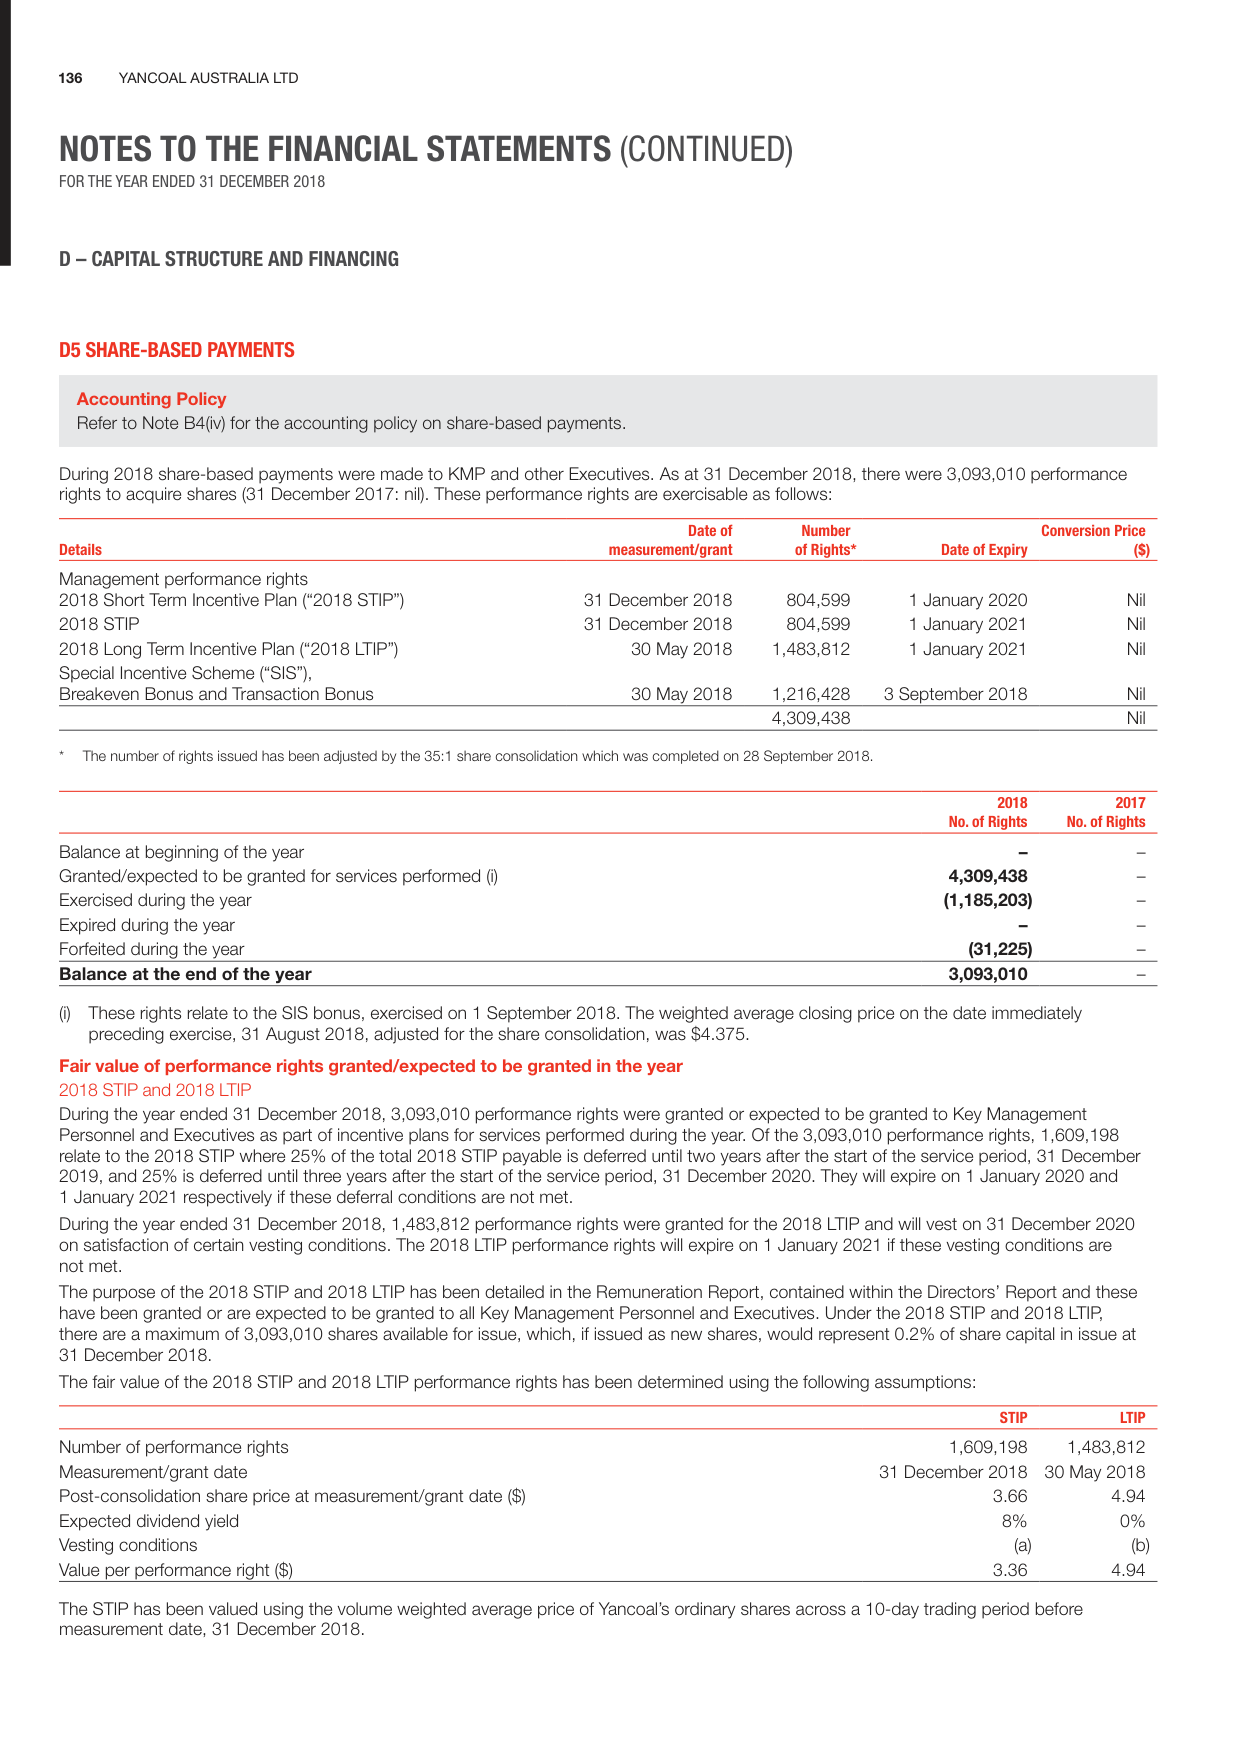 136 YANCOAL AUSTRALIA LTD
NOTES TO THE FINANCIAL STATEMENTS (CONTINUED)
FOR THE YEAR ENDED 31 DECEMBER 2018
D – CAPITAL STRUCTURE AND FINANCING
D5 SHARE-BASED PAYMENTS
Accounting Policy
Refer to Note B4(iv) for the accounting policy on share-based payments.
During 2018 share-based payments were made to KMP and other Executives. As at 31 December 2018, there were 3,093,010 performance
rights to acquire shares (31 December 2017: nil). These performance rights are exercisable as follows:
Date of Number Conversion Price
Details measurement/grant of Rights* Date of Expiry ($)
Management performance rights
2018 Short Term Incentive Plan (“2018 STIP”) 31 December 2018 804,599 1 January 2020 Nil
2018 STIP 31 December 2018 804,599 1 January 2021 Nil
2018 Long Term Incentive Plan (“2018 LTIP”) 30 May 2018 1,483,812 1 January 2021 Nil
Special Incentive Scheme (“SIS”),
Breakeven Bonus and Transaction Bonus 30 May 2018 1,216,428 3 September 2018 Nil
4,309,438 Nil
* The number of rights issued has been adjusted by the 35:1 share consolidation which was completed on 28 September 2018.
2018 2017
No. of Rights No. of Rights
Balance at beginning of the year – –
Granted/expected to be granted for services performed (i) 4,309,438 –
Exercised during the year (1,185,203) –
Expired during the year – –
Forfeited during the year (31,225) –
Balance at the end of the year 3,093,010 –
(i) These rights relate to the SIS bonus, exercised on 1 September 2018. The weighted average closing price on the date immediately
preceding exercise, 31 August 2018, adjusted for the share consolidation, was $4.375.
Fair value of performance rights granted/expected to be granted in the year
2018 STIP and 2018 LTIP
During the year ended 31 December 2018, 3,093,010 performance rights were granted or expected to be granted to Key Management
Personnel and Executives as part of incentive plans for services performed during the year. Of the 3,093,010 performance rights, 1,609,198
relate to the 2018 STIP where 25% of the total 2018 STIP payable is deferred until two years after the start of the service period, 31 December
2019, and 25% is deferred until three years after the start of the service period, 31 December 2020. They will expire on 1 January 2020 and
1 January 2021 respectively if these deferral conditions are not met.
During the year ended 31 December 2018, 1,483,812 performance rights were granted for the 2018 LTIP and will vest on 31 December 2020
on satisfaction of certain vesting conditions. The 2018 LTIP performance rights will expire on 1 January 2021 if these vesting conditions are
not met.
The purpose of the 2018 STIP and 2018 LTIP has been detailed in the Remuneration Report, contained within the Directors’ Report and these
have been granted or are expected to be granted to all Key Management Personnel and Executives. Under the 2018 STIP and 2018 LTIP,
there are a maximum of 3,093,010 shares available for issue, which, if issued as new shares, would represent 0.2% of share capital in issue at
31 December 2018.
The fair value of the 2018 STIP and 2018 LTIP performance rights has been determined using the following assumptions:
STIP LTIP
Number of performance rights 1,609,198 1,483,812
Measurement/grant date 31 December 2018 30 May 2018
Post-consolidation share price at measurement/grant date ($) 3.66 4.94
Expected dividend yield 8% 0%
Vesting conditions (a) (b)
Value per performance right ($) 3.36 4.94
The STIP has been valued using the volume weighted average price of Yancoal’s ordinary shares across a 10-day trading period before
measurement date, 31 December 2018.